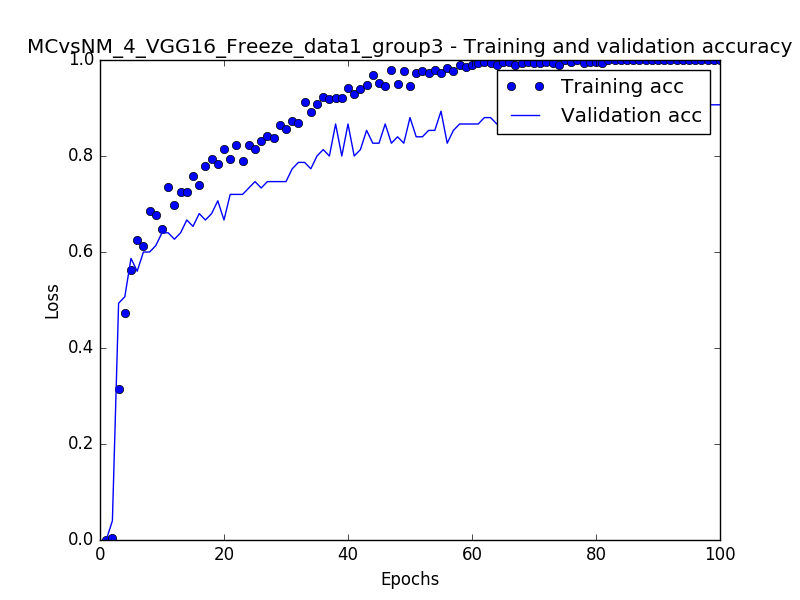 MCvsNM_4_VGG16_Freeze_data1_group3 - Training and validation accuracy
1.0
Training acc
Validation acc
0.8
0.6
Loss
0.4
0.2
0.0
0 20 40 60 80 100
Epochs